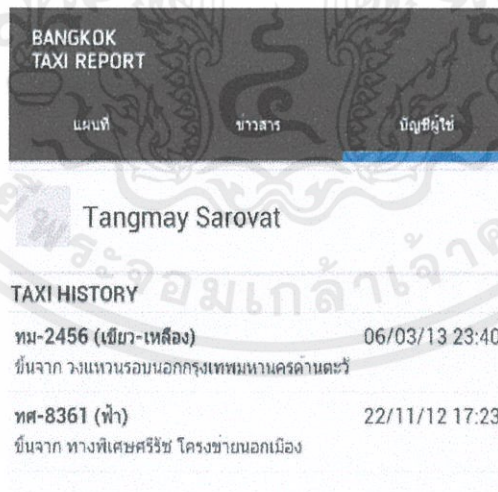 BANGKOK
TAXI REPORT
แผนที่ ข่าวสาร บัญชีผู้ใช้
Tangmay Sarovat
TAXI HISTORY
ทม-2456 (เขียว-เหลือง) 06/03/13 23:40
ขึ้นจาก วงแหวนรอบนอกกรุงเทพมหานครด้านตะวั
ทศ-8361 (ฟ้า) 22/11/12 17:23
ขึ้นจาก ทางพิเศษศรีรัช โครงข่ายนอกเมือง